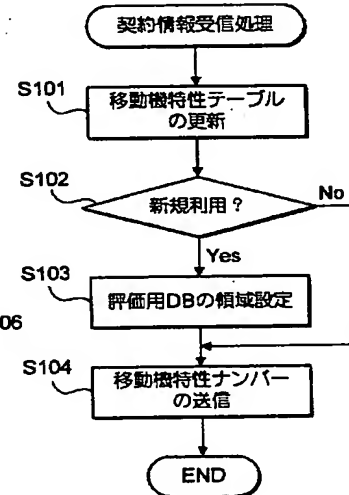 契約情報受信処理
S101
移動機特性テーブル
の更新
S102
新規利用?
No
Yes
S103
評価用DBの領域設定
06
S104
移動機特性ナンバー
の送信
END